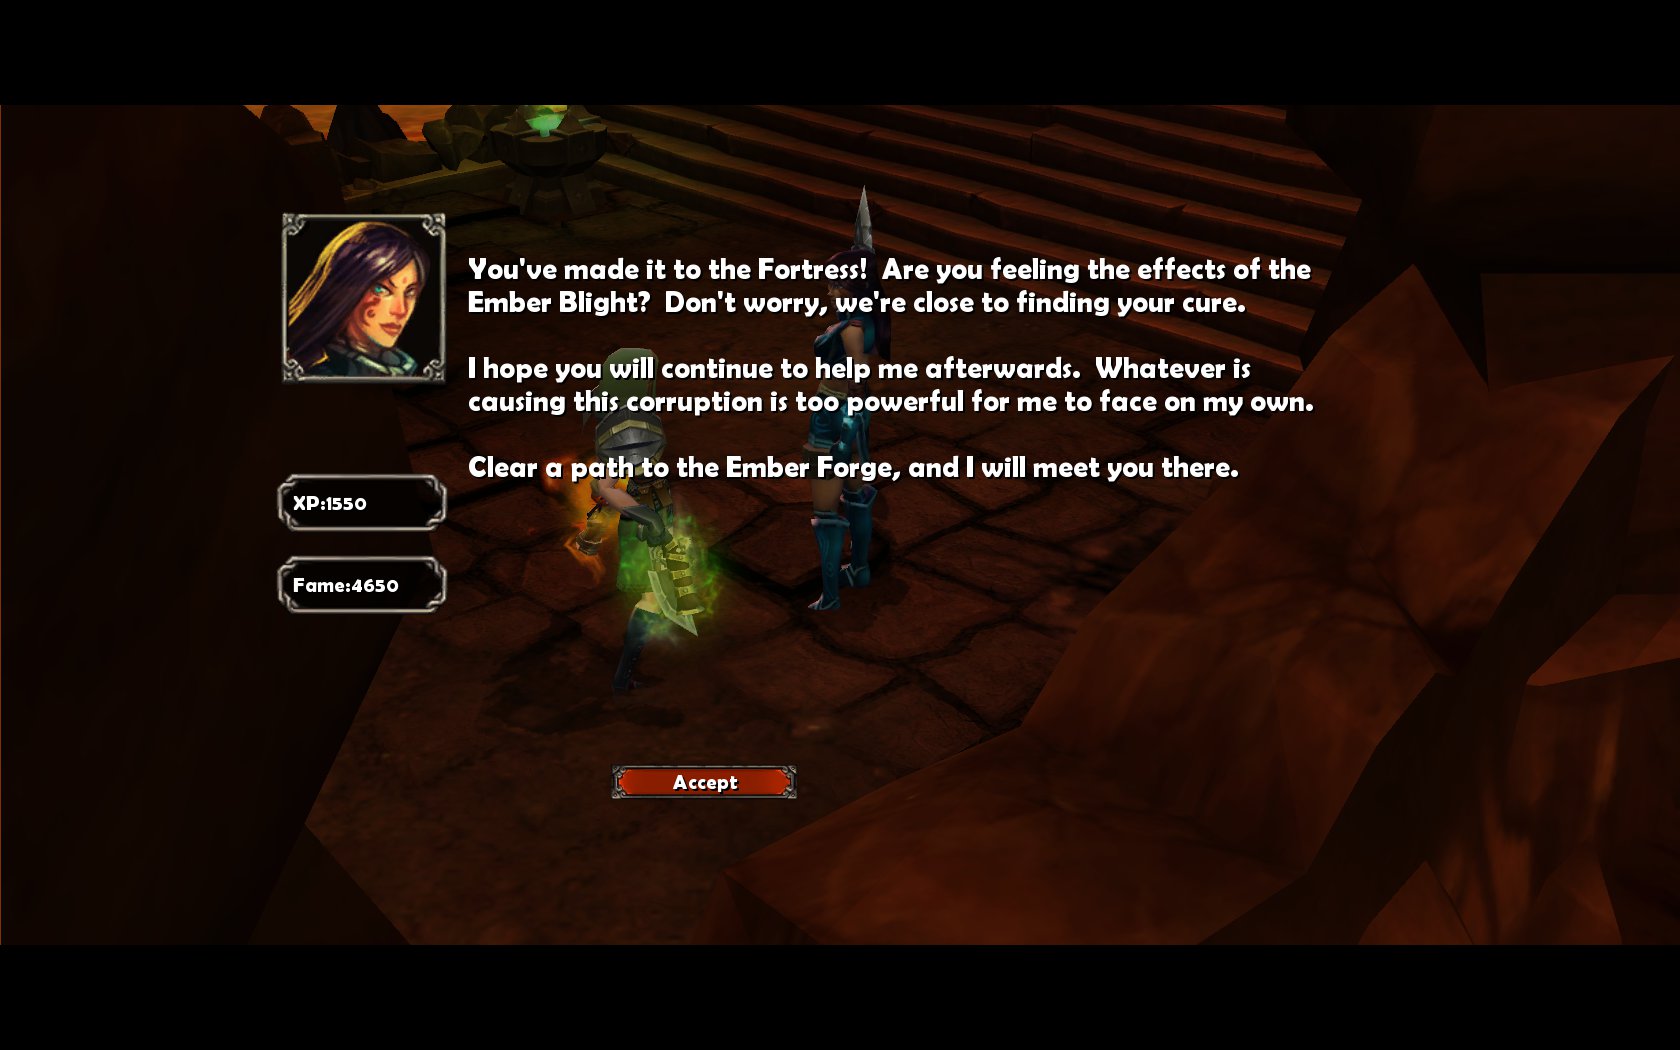 You've made it to the Fortress!  Are you feeling the effects of the
Ember Blight?  Don't worry, we're close to finding your cure.
I hope you will continue to help me afterwards.  Whatever is
causing this corruption is too powerful for me to face on my own.
Clear a path to the Ember Forge, and I will meet you there.
XP:1550
Fame:4650
Accept